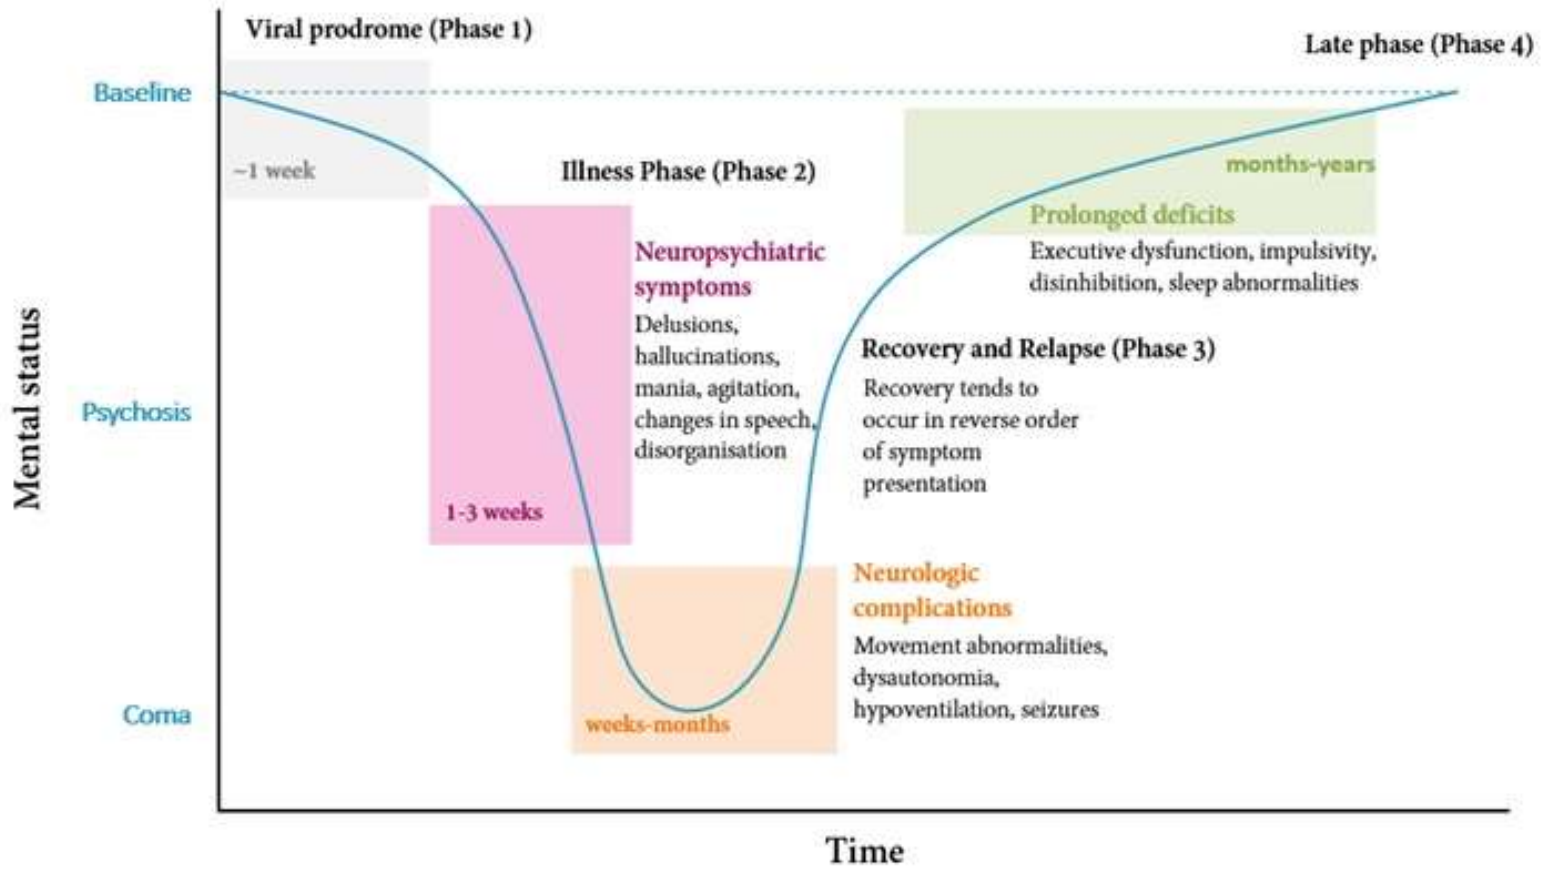 Viral prodrome (Phase 1)
Late phase (Phase 4)
Baseline
~1 week
Illness Phase (Phase 2)
months-years
Prolonged deficits
Executive dysfunction, impulsivity,
disinhibition, sleep abnormalities
Neuropsychiatric
symptoms
Delusions,
hallucinations,
mania, agitation,
changes in speech,
disorganisation
Recovery and Relapse (Phase 3)
Recovery tends to
occur in reverse order
of symptom
presentation
Mental status
Psychosis
1-3 weeks
Neurologic
complications
Movement abnormalities,
dysautonomia,
hypoventilation, seizures
Coma
weeks-months
Time